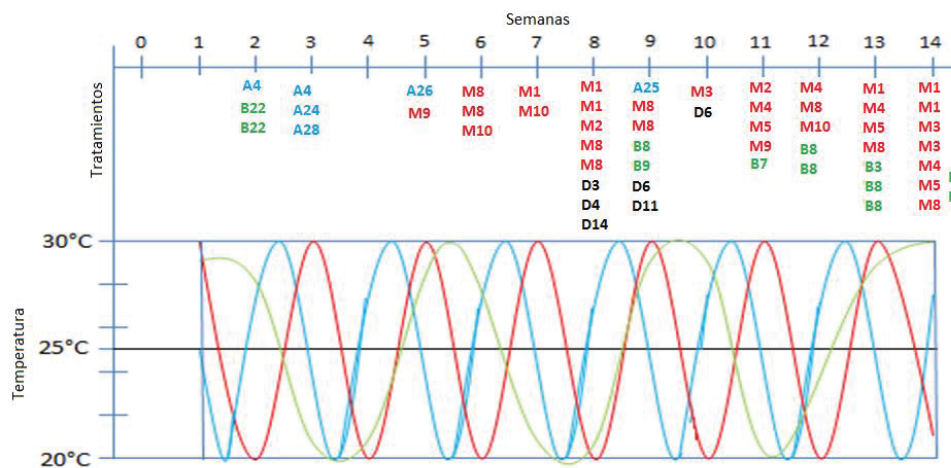 Semanas
0 1 2 3 4 5 6 7 8 9 10 11 12 13 14
Tratamientos
A4 A4 A26 M8 M1 M1 A25 M3 M2 M4 M1 M1
B22 A24 M9 M8 M10 M1 M8 D6 M4 M8 M4 M1
B22 A28 M10 M2 M8 M5 M10 M5 M3
M8 B8 M9 B8 M8 M3
M8 B9 B7 B8 B3 M4
D3 D6 B8 M5
D4 D11 B8 M8
D14
Temperatura
30°C
25°C
20°C